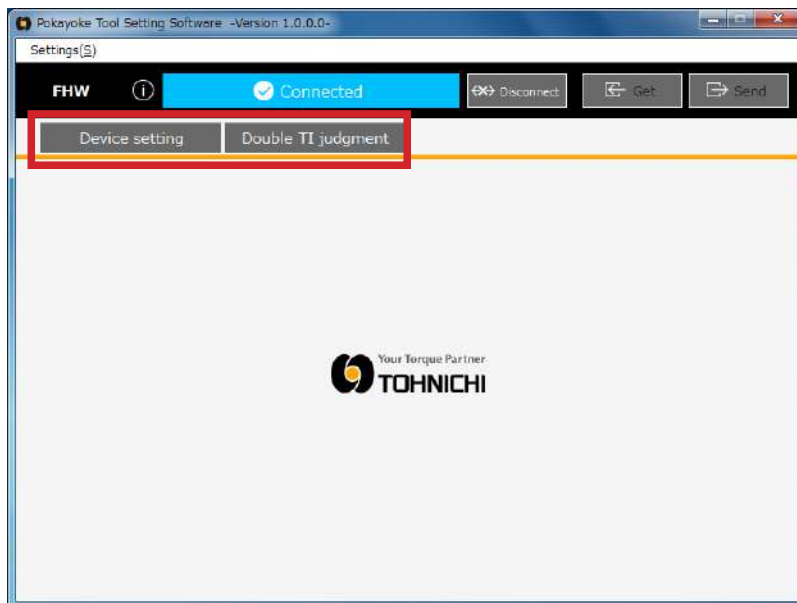 Pokayoke Tool Setting Software -Version 1.0.0.0-
Settings(S)
FHW Connected Disconnect Get Send
Device setting Double TI judgment
Your Torque Partner
TOHNICHI